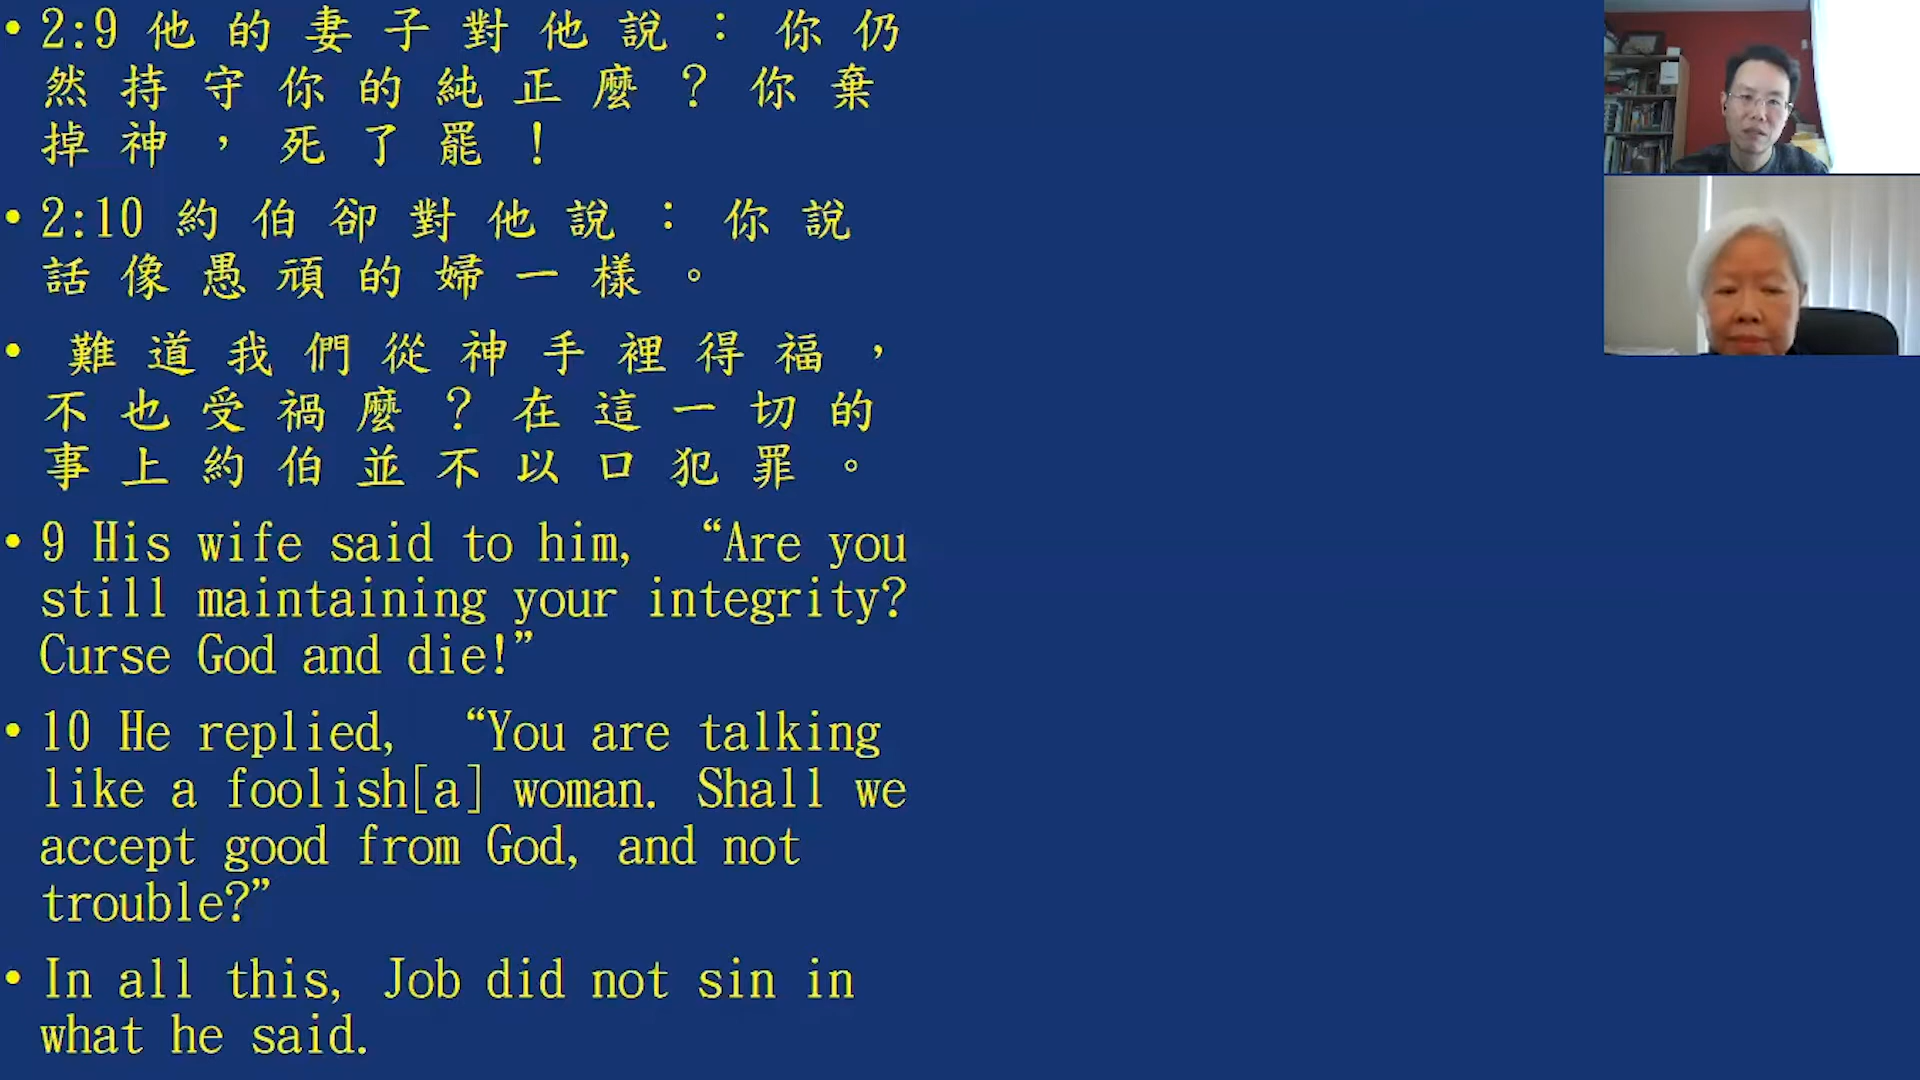 • 2:9 他 的 妻 子 對 他 說 ： 你 仍
然 持 守 你 的 純 正 麼 ？ 你 棄
掉 神 ， 死 了 罷 ！
• 2:10 約 伯 卻 對 他 說 ： 你 說
話 像 愚 頑 的 婦 一 樣 。
• 難 道 我 們 從 神 手 裡 得 福 ，
不 也 受 禍 麼 ？ 在 這 一 切 的
事 上 約 伯 並 不 以 口 犯 罪 。
• 9 His wife said to him, “Are you
still maintaining your integrity?
Curse God and die!”
• 10 He replied, “You are talking
like a foolish[a] woman. Shall we
accept good from God, and not
trouble?”
• In all this, Job did not sin in
what he said.